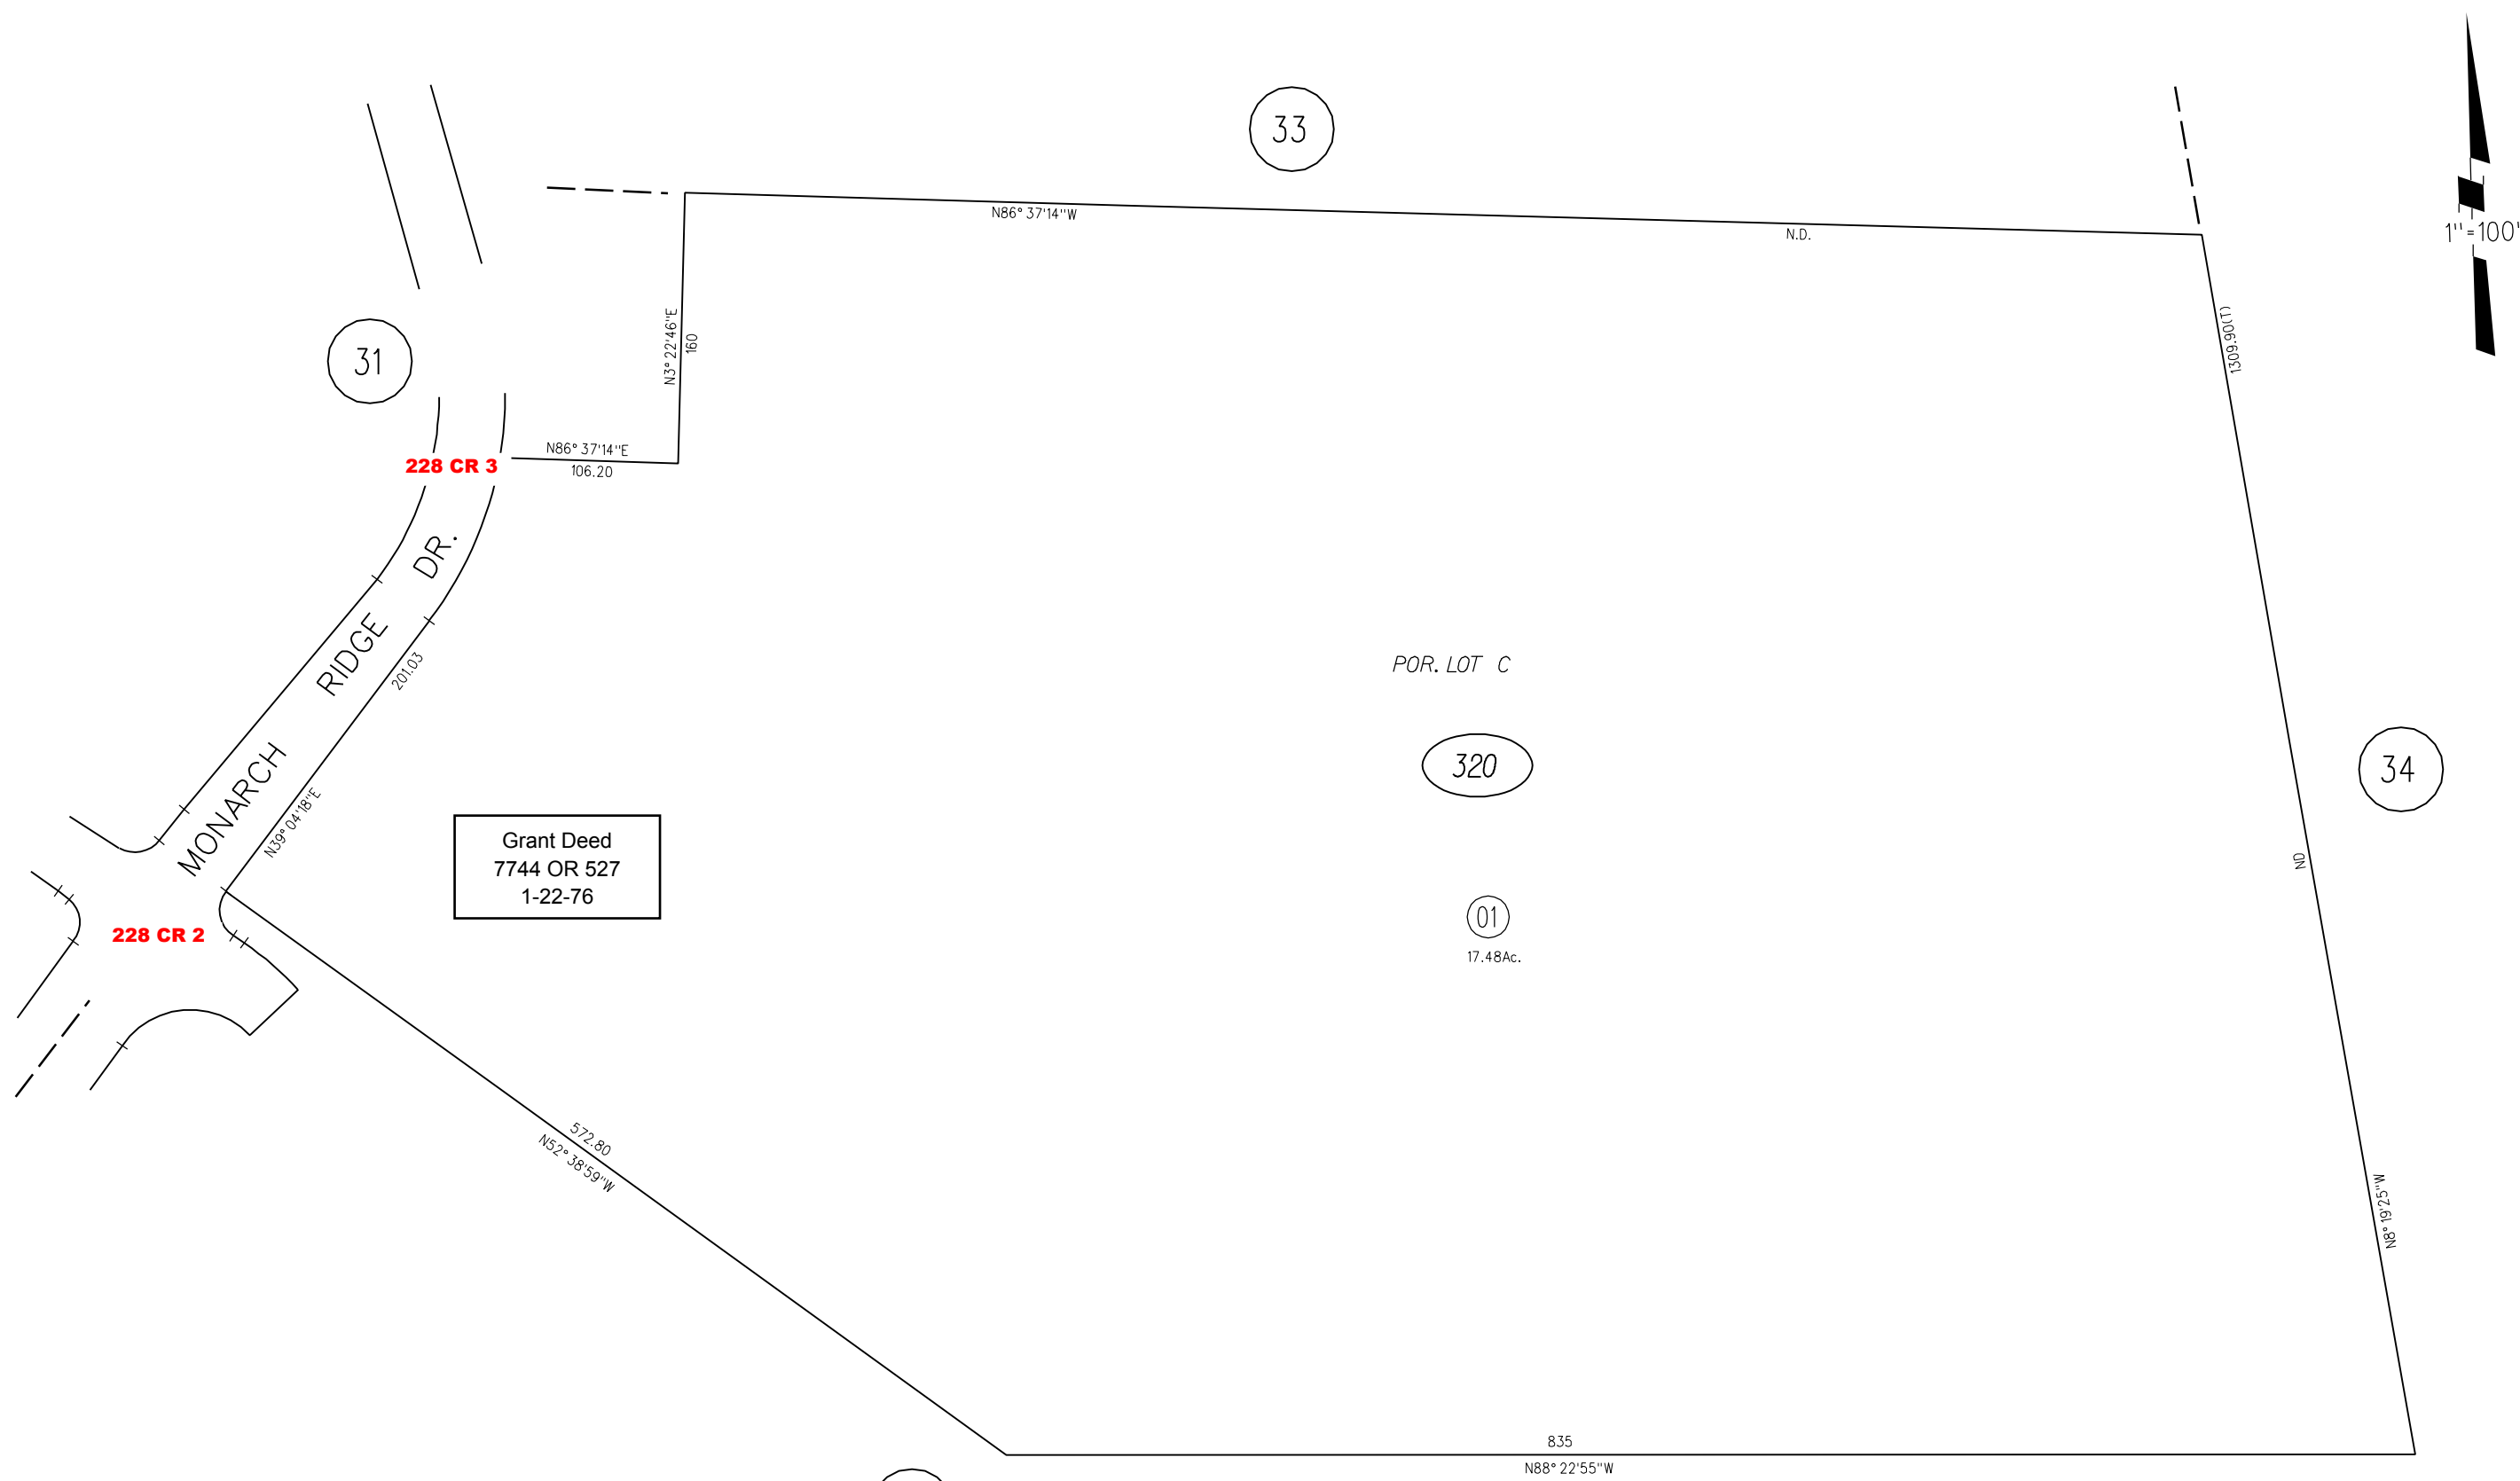 33
1''=100'
N86°37'14''W
N.D.
31
N3°22'46''E
160
1309.90(T)
N86°37'14''E
106.20
228 CR 3
MONARCH RIDGE DR.
201.03
N39°04'18''E
POR. LOT C
320
34
Grant Deed
7744 OR 527
1-22-76
ND
01
17.48Ac.
228 CR 2
572.80
N52°38'59''W
N8°19'25''W
835
N88°22'55''W